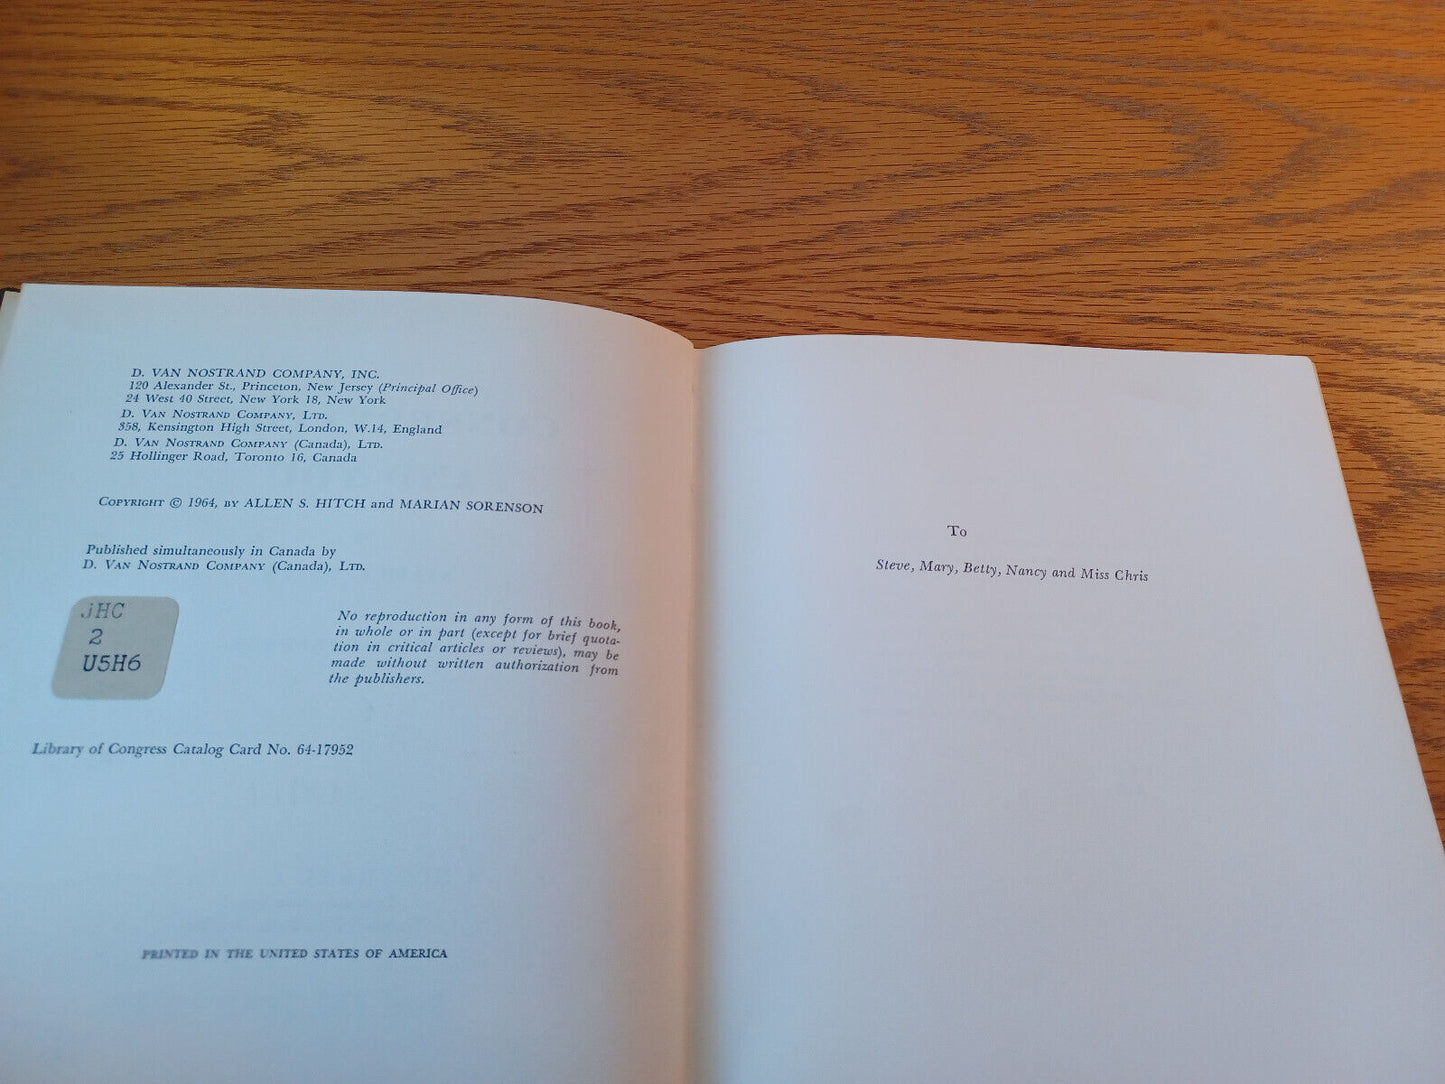 D. VAN NOSTRAND COMPANY, INC.
120 Alexander St., Princeton, New Jersey (Principal Office)
24 West 40 Street, New York 18, New York
D. VAN NOSTRAND COMPANY, LTD.
358, Kensington High Street, London, W.14, England
D. VAN NOSTRAND COMPANY (Canada), LTD.
25 Hollinger Road, Toronto 16, Canada
COPYRIGHT © 1964, BY ALLEN S. HITCH and MARIAN SORENSON
Published simultaneously in Canada by
D. VAN NOSTRAND COMPANY (Canada), LTD.
jHC
2
U5H6
No reproduction in any form of this book,
in whole or in part (except for brief quota-
tion in critical articles or reviews), may be
made without written authorization from
the publishers.
Library of Congress Catalog Card No. 64-17952
PRINTED IN THE UNITED STATES OF AMERICA
To
Steve, Mary, Betty, Nancy and Miss Chris